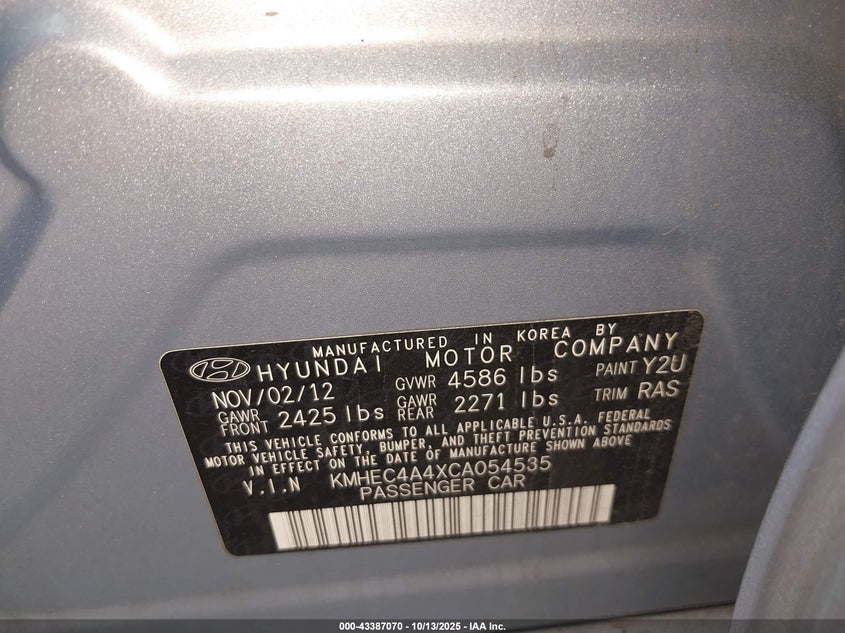 MANUFACTURED IN KOREA BY
HYUNDAI MOTOR COMPANY
NOV/02/12 GVWR 4586 lbs PAINT Y2U
GAWR FRONT 2425 lbs GAWR REAR 2271 lbs TRIM RAS
THIS VEHICLE CONFORMS TO ALL APPLICABLE U.S.A. FEDERAL
MOTOR VEHICLE SAFETY, BUMPER, AND THEFT PREVENTION STANDARDS
IN EFFECT ON THE DATE OF MANUFACTURE SHOWN ABOVE
V.I.N KMHEC4A4XCA054535
PASSENGER CAR
000-43387070 - 10/13/2025 - IAA Inc.